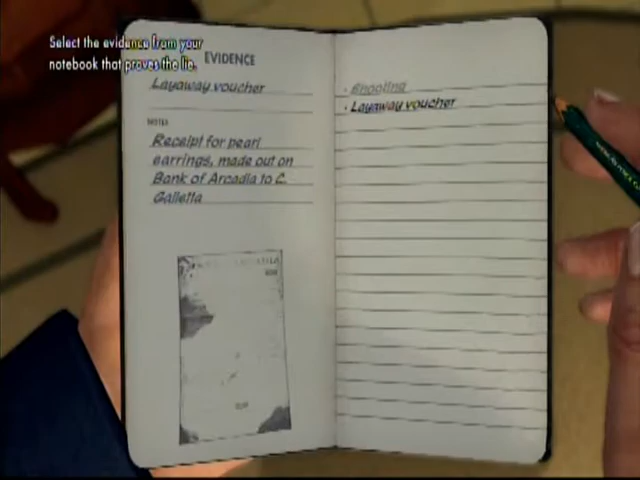 Select the evidence from your
notebook that proves the lie.
EVIDENCE
Layaway voucher
NOTES
Receipt for pearl
earrings, made out on
Bank of Arcadia to C.
Galletta
· Shooting
· Layaway voucher